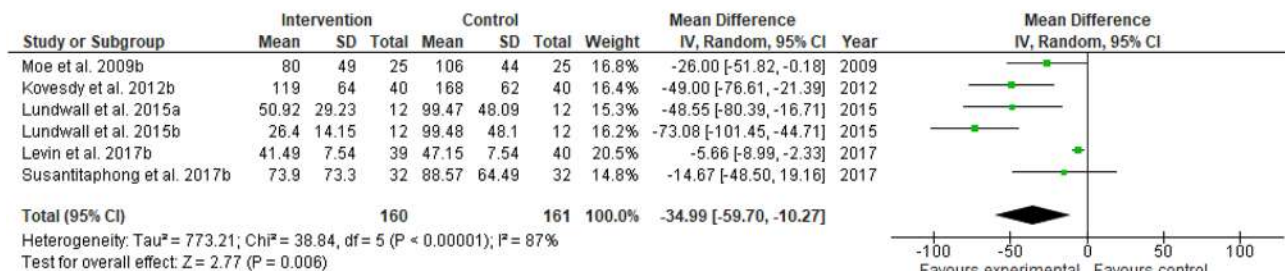 Intervention Control Mean Difference Mean Difference
Study or Subgroup Mean SD Total Mean SD Total Weight IV, Random, 95% CI Year IV, Random, 95% CI
Moe et al. 2009b 80 49 25 106 44 25 16.8% -26.00 [-51.82, -0.18] 2009
Kovesdy et al. 2012b 119 64 40 168 62 40 16.4% -49.00 [-76.61, -21.39] 2012
Lundwall et al. 2015a 50.92 29.23 12 99.47 48.09 12 15.3% -48.55 [-80.39, -16.71] 2015
Lundwall et al. 2015b 26.4 14.15 12 99.48 48.1 12 16.2% -73.08 [-101.45, -44.71] 2015
Levin et al. 2017b 41.49 7.54 39 47.15 7.54 40 20.5% -5.66 [-8.99, -2.33] 2017
Susantitaphong et al. 2017b 73.9 73.3 32 88.57 64.49 32 14.8% -14.67 [-48.50, 19.16] 2017
Total (95% CI) 160 161 100.0% -34.99 [-59.70, -10.27]
Heterogeneity: Tau² = 773.21; Chi² = 38.84, df = 5 (P < 0.00001); I² = 87%
Test for overall effect: Z = 2.77 (P = 0.006)
-100 -50 0 50 100
Favours experimental Favours control